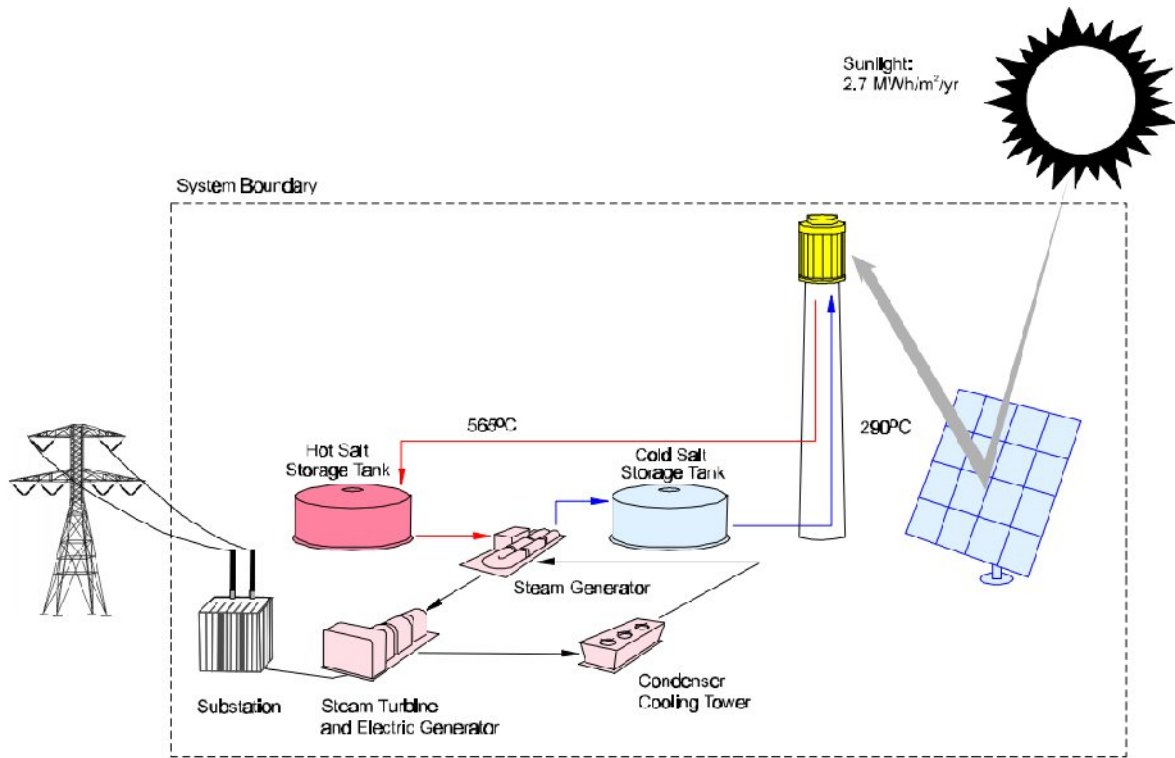 Sunlight:
2.7 MWh/m²/yr
System Boundary
565ºC
290ºC
Hot Salt
Storage Tank
Cold Salt
Storage Tank
Steam Generator
Substation
Steam Turbine
and Electric Generator
Condenser
Cooling Tower